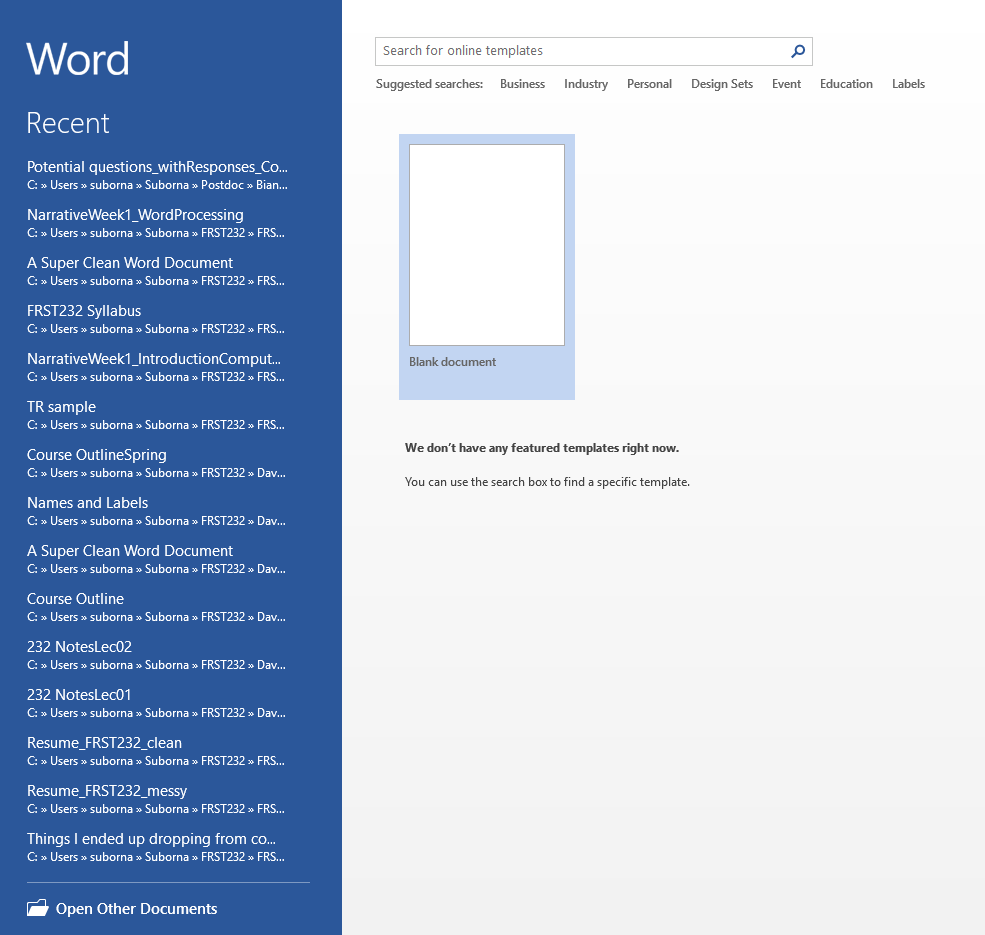 Word
Recent
Potential questions_withResponses_Co...
C: » Users » suborna » Suborna » Postdoc » Bian...
NarrativeWeek1_WordProcessing
C: » Users » suborna » Suborna » FRST232 » FRS...
A Super Clean Word Document
C: » Users » suborna » Suborna » FRST232 » FRS...
FRST232 Syllabus
C: » Users » suborna » Suborna » FRST232 » FRS...
NarrativeWeek1_IntroductionComput...
C: » Users » suborna » Suborna » FRST232 » FRS...
TR sample
C: » Users » suborna » Suborna » FRST232 » FRS...
Course OutlineSpring
C: » Users » suborna » Suborna » FRST232 » Dav...
Names and Labels
C: » Users » suborna » Suborna » FRST232 » Dav...
A Super Clean Word Document
C: » Users » suborna » Suborna » FRST232 » Dav...
Course Outline
C: » Users » suborna » Suborna » FRST232 » Dav...
232 NotesLec02
C: » Users » suborna » Suborna » FRST232 » Dav...
232 NotesLec01
C: » Users » suborna » Suborna » FRST232 » Dav...
Resume_FRST232_clean
C: » Users » suborna » Suborna » FRST232 » FRS...
Resume_FRST232_messy
C: » Users » suborna » Suborna » FRST232 » FRS...
Things I ended up dropping from co...
C: » Users » suborna » Suborna » FRST232 » FRS...
Open Other Documents
Search for online templates
Suggested searches: Business Industry Personal Design Sets Event Education Labels
Blank document
We don't have any featured templates right now.
You can use the search box to find a specific template.